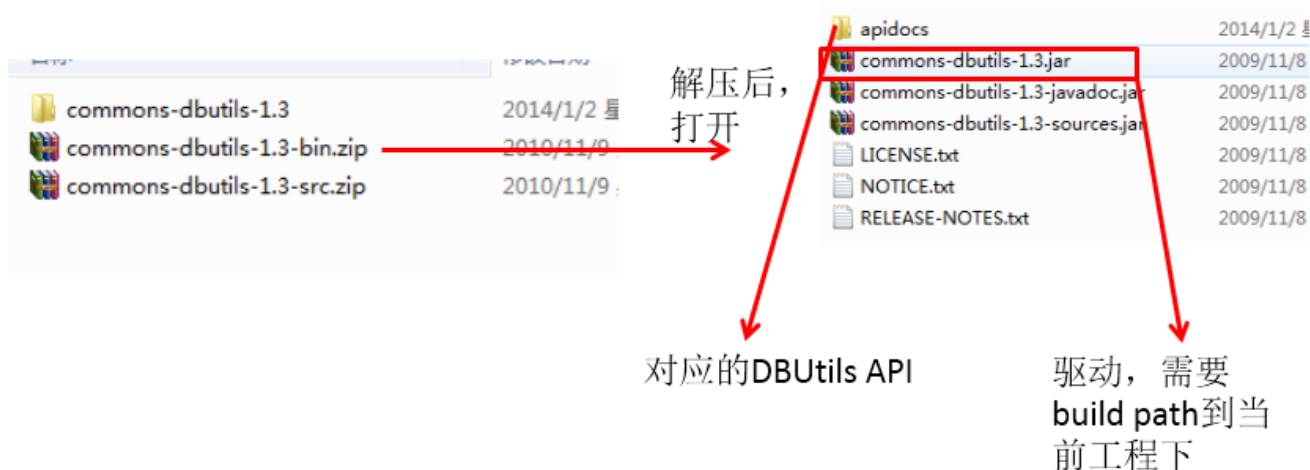 commons-dbutils-1.3
2014/1/2
commons-dbutils-1.3-bin.zip
2010/11/9
commons-dbutils-1.3-src.zip
2010/11/9
解压后，
打开
apidocs
2014/1/2
commons-dbutils-1.3.jar
2009/11/8
commons-dbutils-1.3-javadoc.jar
2009/11/8
commons-dbutils-1.3-sources.jar
2009/11/8
LICENSE.txt
2009/11/8
NOTICE.txt
2009/11/8
RELEASE-NOTES.txt
2009/11/8
对应的DBUtils API
驱动，需要
build path到当
前工程下